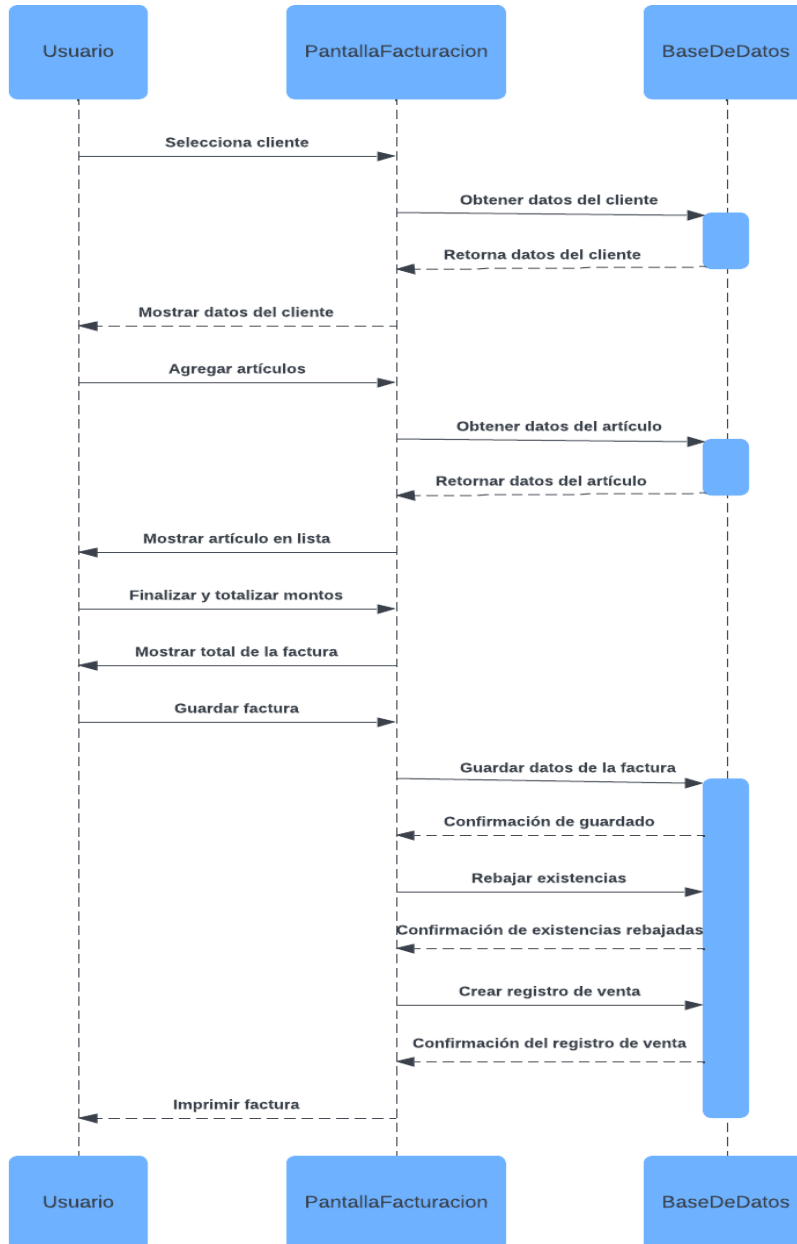 Usuario
PantallaFacturacion
BaseDeDatos
Selecciona cliente
Obtener datos del cliente
Retorna datos del cliente
Mostrar datos del cliente
Agregar artículos
Obtener datos del artículo
Retornar datos del artículo
Mostrar artículo en lista
Finalizar y totalizar montos
Mostrar total de la factura
Guardar factura
Guardar datos de la factura
Confirmación de guardado
Rebajar existencias
Confirmación de existencias rebajadas
Crear registro de venta
Confirmación del registro de venta
Imprimir factura
Usuario
PantallaFacturacion
BaseDeDatos